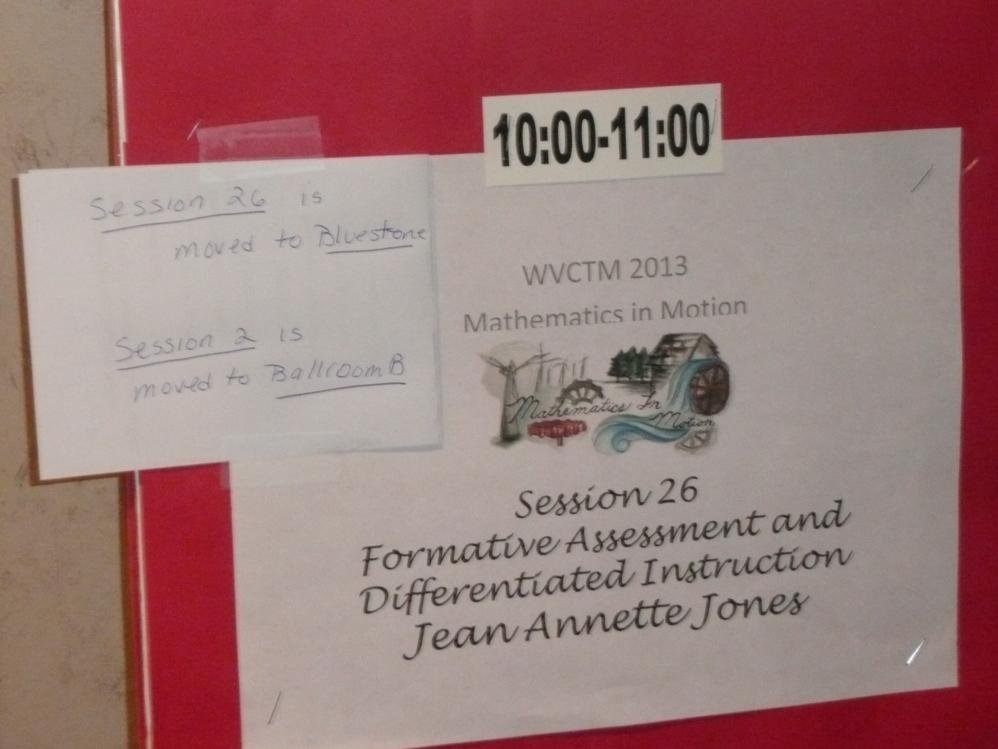 10:00-11:00
Session 26 is
moved to Bluestone
Session 2 is
moved to Ballroom B
WVCTM 2013
Mathematics in Motion
Mathematics In
Motion
Session 26
Formative Assessment and
Differentiated Instruction
Jean Annette Jones